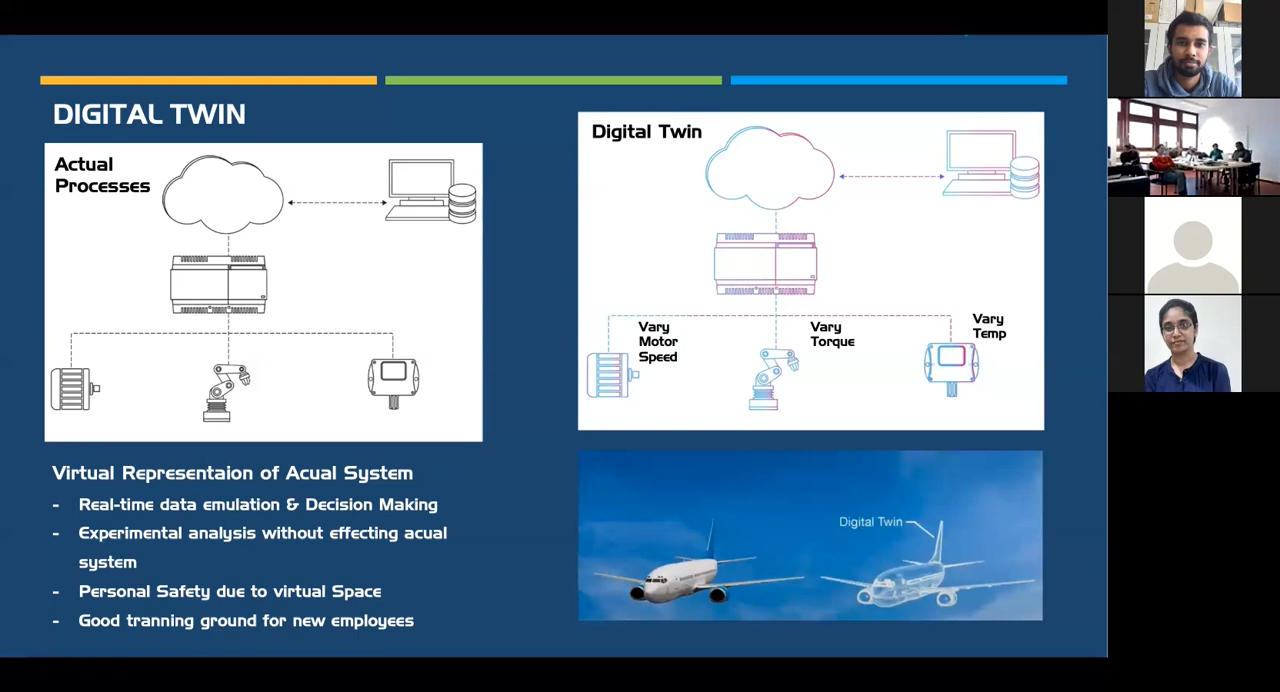 DIGITAL TWIN
Actual
Processes
Digital Twin
Vary
Motor
Speed
Vary
Torque
Vary
Temp
Virtual Representaion of Acual System
- Real-time data emulation & Decision Making
- Experimental analysis without effecting acual
system
- Personal Safety due to virtual Space
- Good tranning ground for new employees
Digital Twin